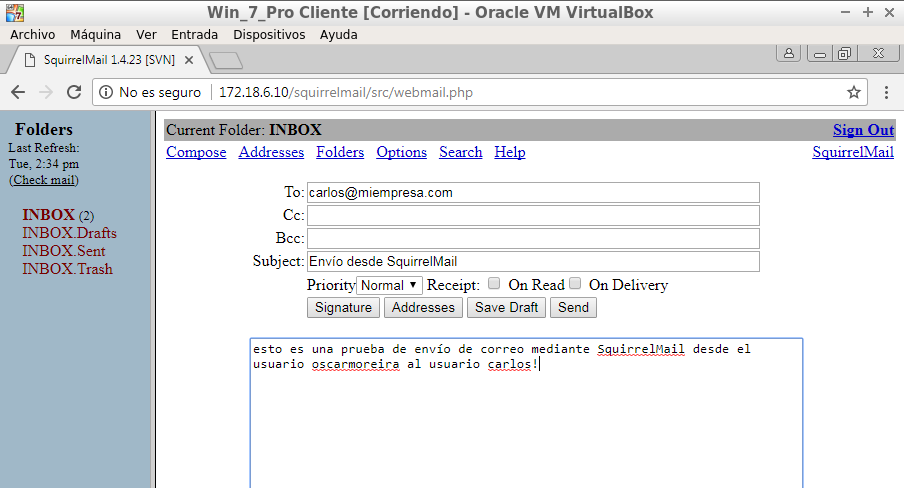 Win_7_Pro Cliente [Corriendo] - Oracle VM VirtualBox
Archivo Máquina Ver Entrada Dispositivos Ayuda
SquirrelMail 1.4.23 [SVN]
No es seguro 172.18.6.10/squirrelmail/src/webmail.php
Folders
Last Refresh:
Tue, 2:34 pm
(Check mail)
INBOX (2)
INBOX.Drafts
INBOX.Sent
INBOX.Trash
Current Folder: INBOX Sign Out
Compose Addresses Folders Options Search Help SquirrelMail
To: carlos@miempresa.com
Cc:
Bcc:
Subject: Envío desde SquirrelMail
Priority Normal Receipt: On Read On Delivery
Signature Addresses Save Draft Send
esto es una prueba de envío de correo mediante SquirrelMail desde el
usuario oscarmoreira al usuario carlos!